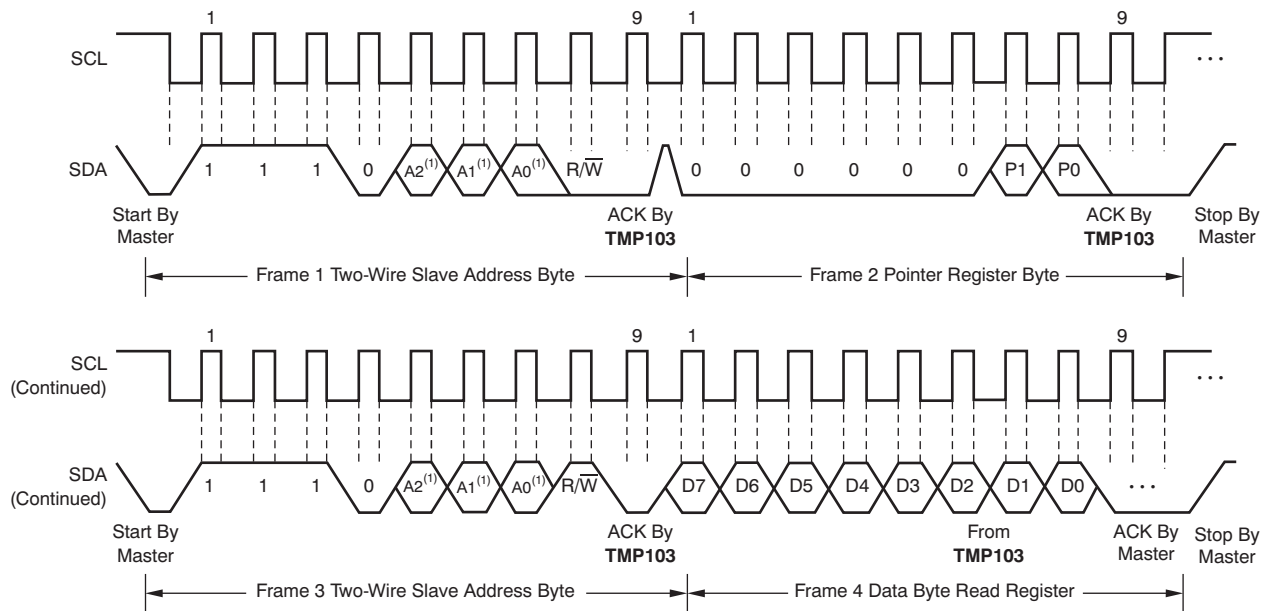 1 9 1 9
SCL ...
SDA 1 1 1 0 A2(1) A1(1) A0(1) R/W̅ 0 0 0 0 0 0 P1 P0
Start By Master ACK By TMP103 ACK By TMP103 Stop By Master
Frame 1 Two-Wire Slave Address Byte Frame 2 Pointer Register Byte
1 9 1 9
SCL (Continued) ...
SDA (Continued) 1 1 1 0 A2(1) A1(1) A0(1) R/W̅ D7 D6 D5 D4 D3 D2 D1 D0 ...
Start By Master ACK By TMP103 From TMP103 ACK By Master Stop By Master
Frame 3 Two-Wire Slave Address Byte Frame 4 Data Byte Read Register